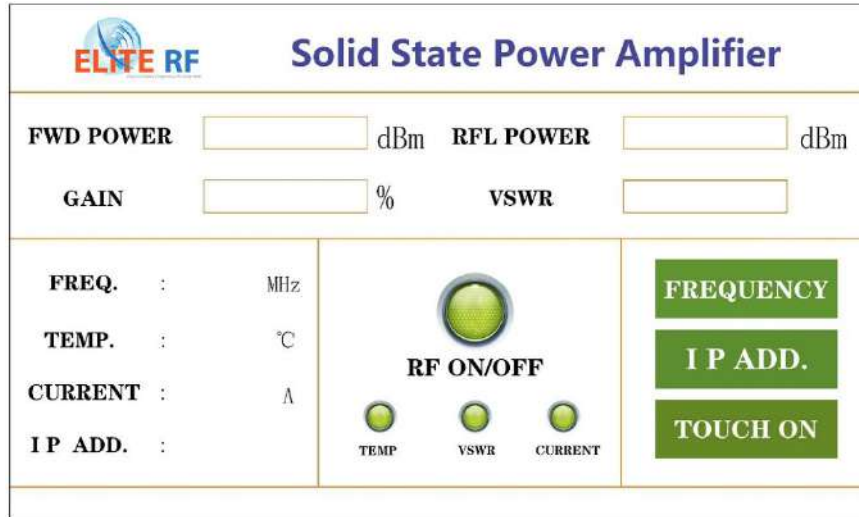 ELITE RF
Solid State Power Amplifier
FWD POWER dBm RFL POWER dBm
GAIN % VSWR
FREQ. : MHz
TEMP. : ℃
CURRENT : A
I P ADD. :
RF ON/OFF
TEMP VSWR CURRENT
FREQUENCY
I P ADD.
TOUCH ON